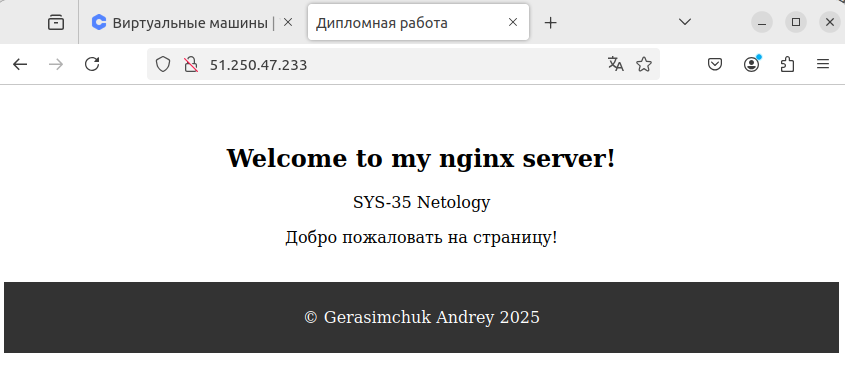 Виртуальные машины |
Дипломная работа
51.250.47.233
Welcome to my nginx server!
SYS-35 Netology
Добро пожаловать на страницу!
© Gerasimchuk Andrey 2025